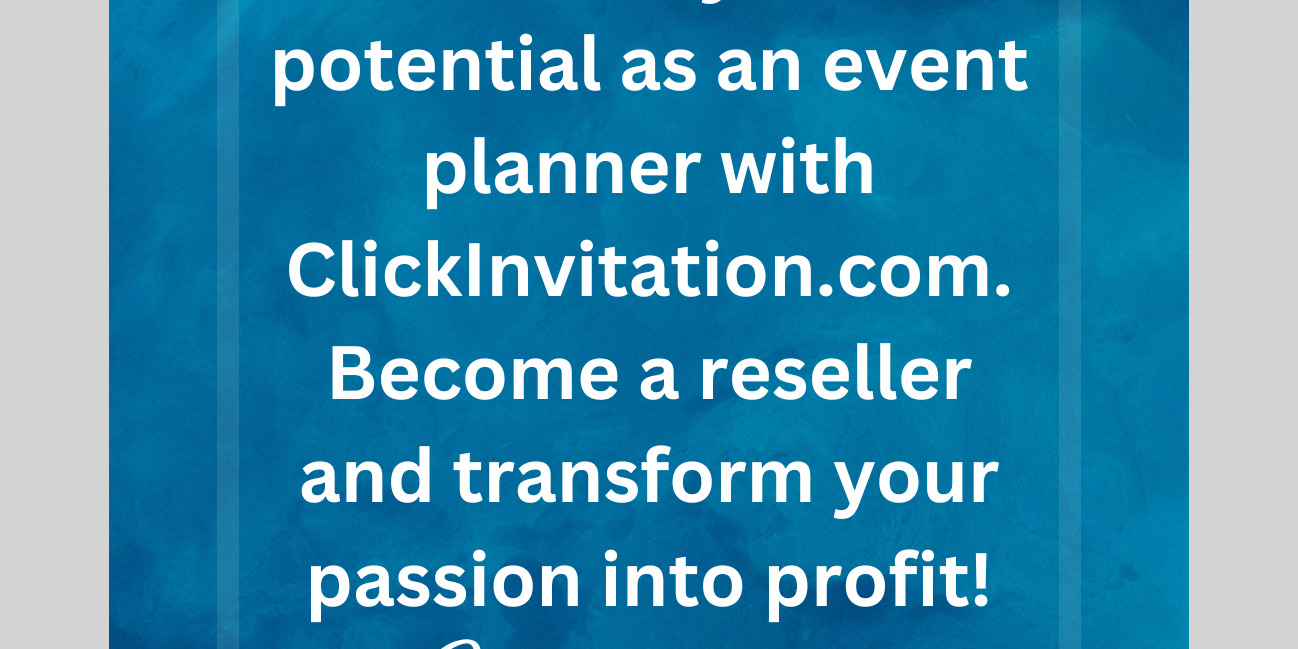 potential as an event
planner with
ClickInvitation.com.
Become a reseller
and transform your
passion into profit!